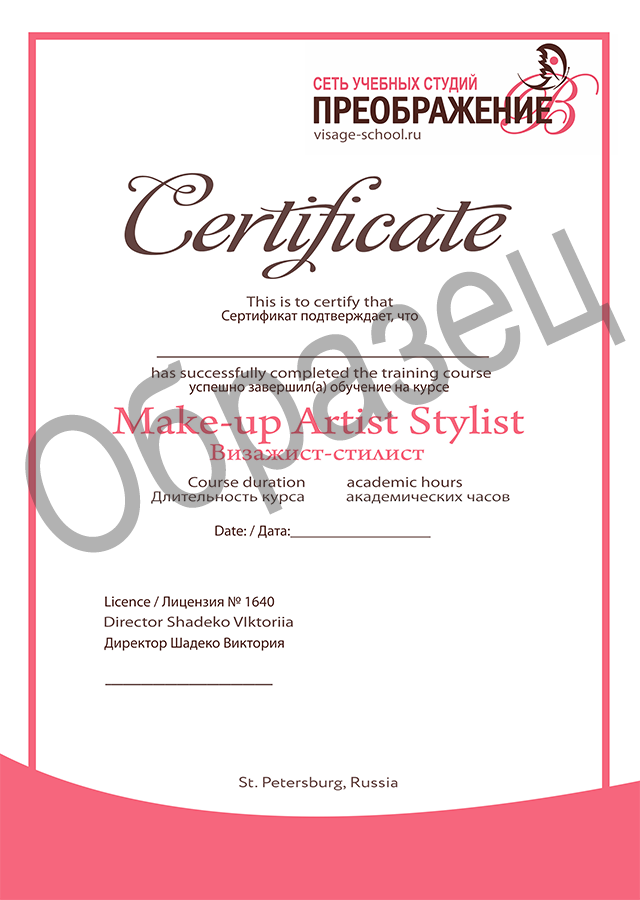 СЕТЬ УЧЕБНЫХ СТУДИЙ
ПРЕОБРАЖЕНИЕ
В
visage-school.ru
Certificate
This is to certify that
Сертификат подтверждает, что
has successfully completed the training course
успешно завершил(а) обучение на курсе
Make-up Artist Stylist
Визажист-стилист
Course duration academic hours
Длительность курса академических часов
Date: / Дата:
Licence / Лицензия № 1640
Director Shadeko VIktoriia
Директор Шадеко Виктория
St. Petersburg, Russia
Образец